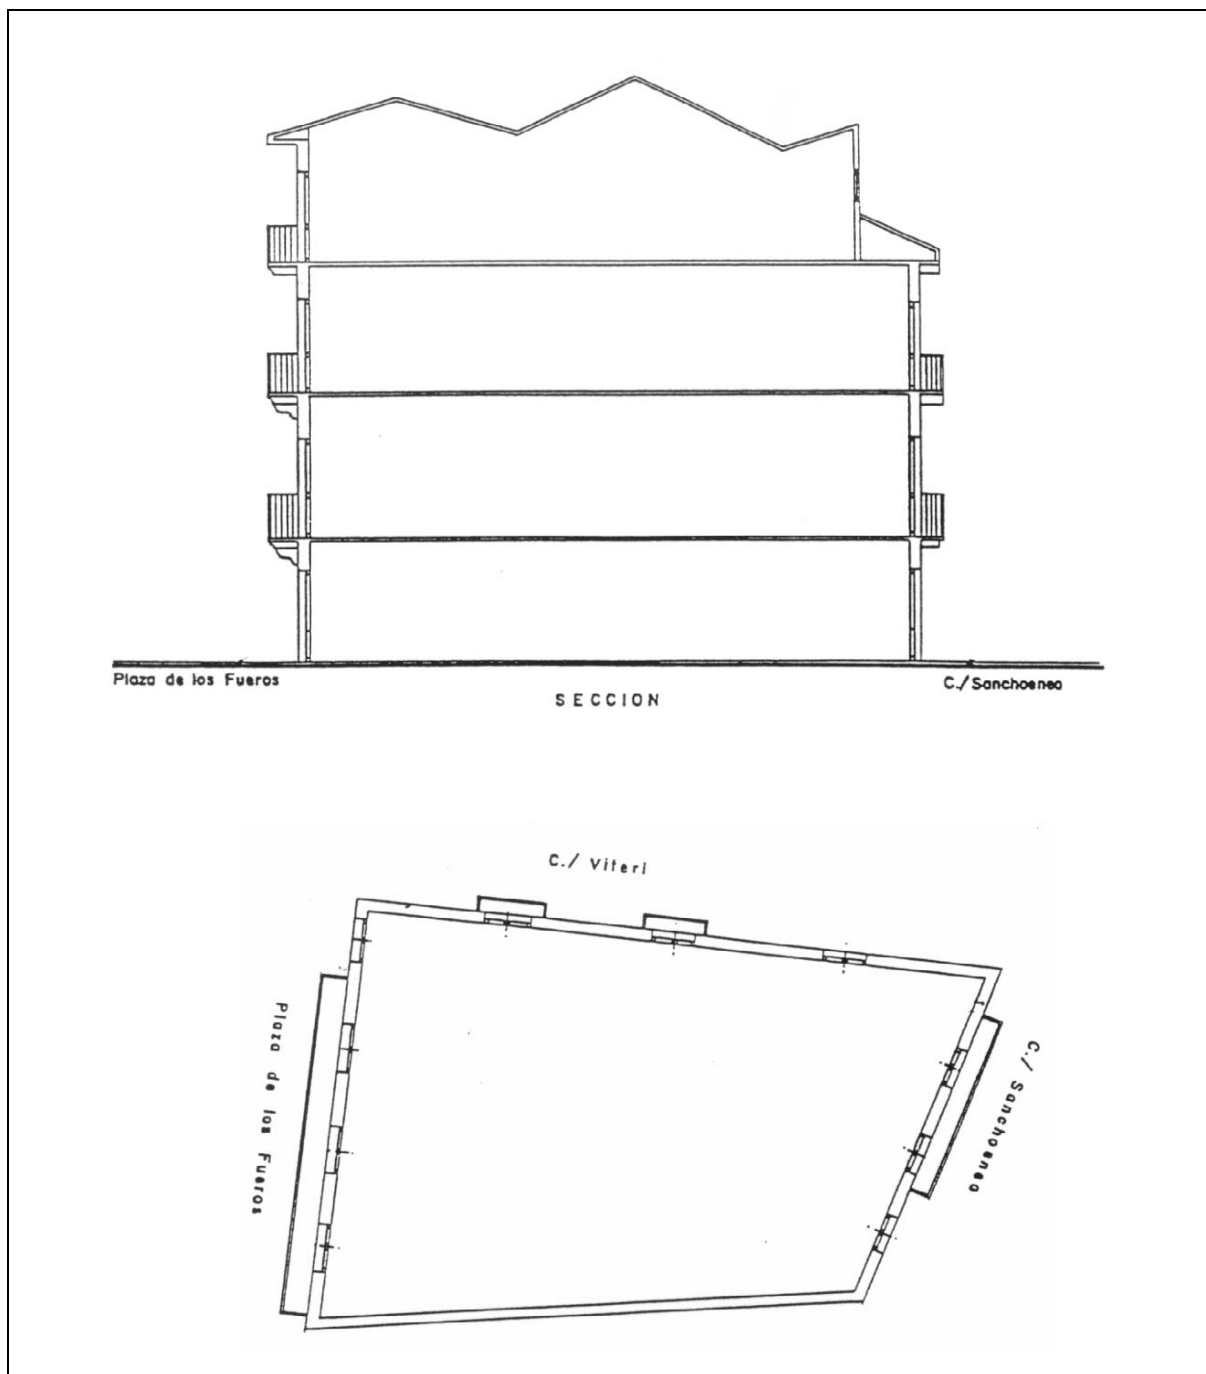 Plaza de los Fueros
C./Sanchoenea
SECCION
C./ Viteri
Plaza de los Fueros
C./ Sanchoenea